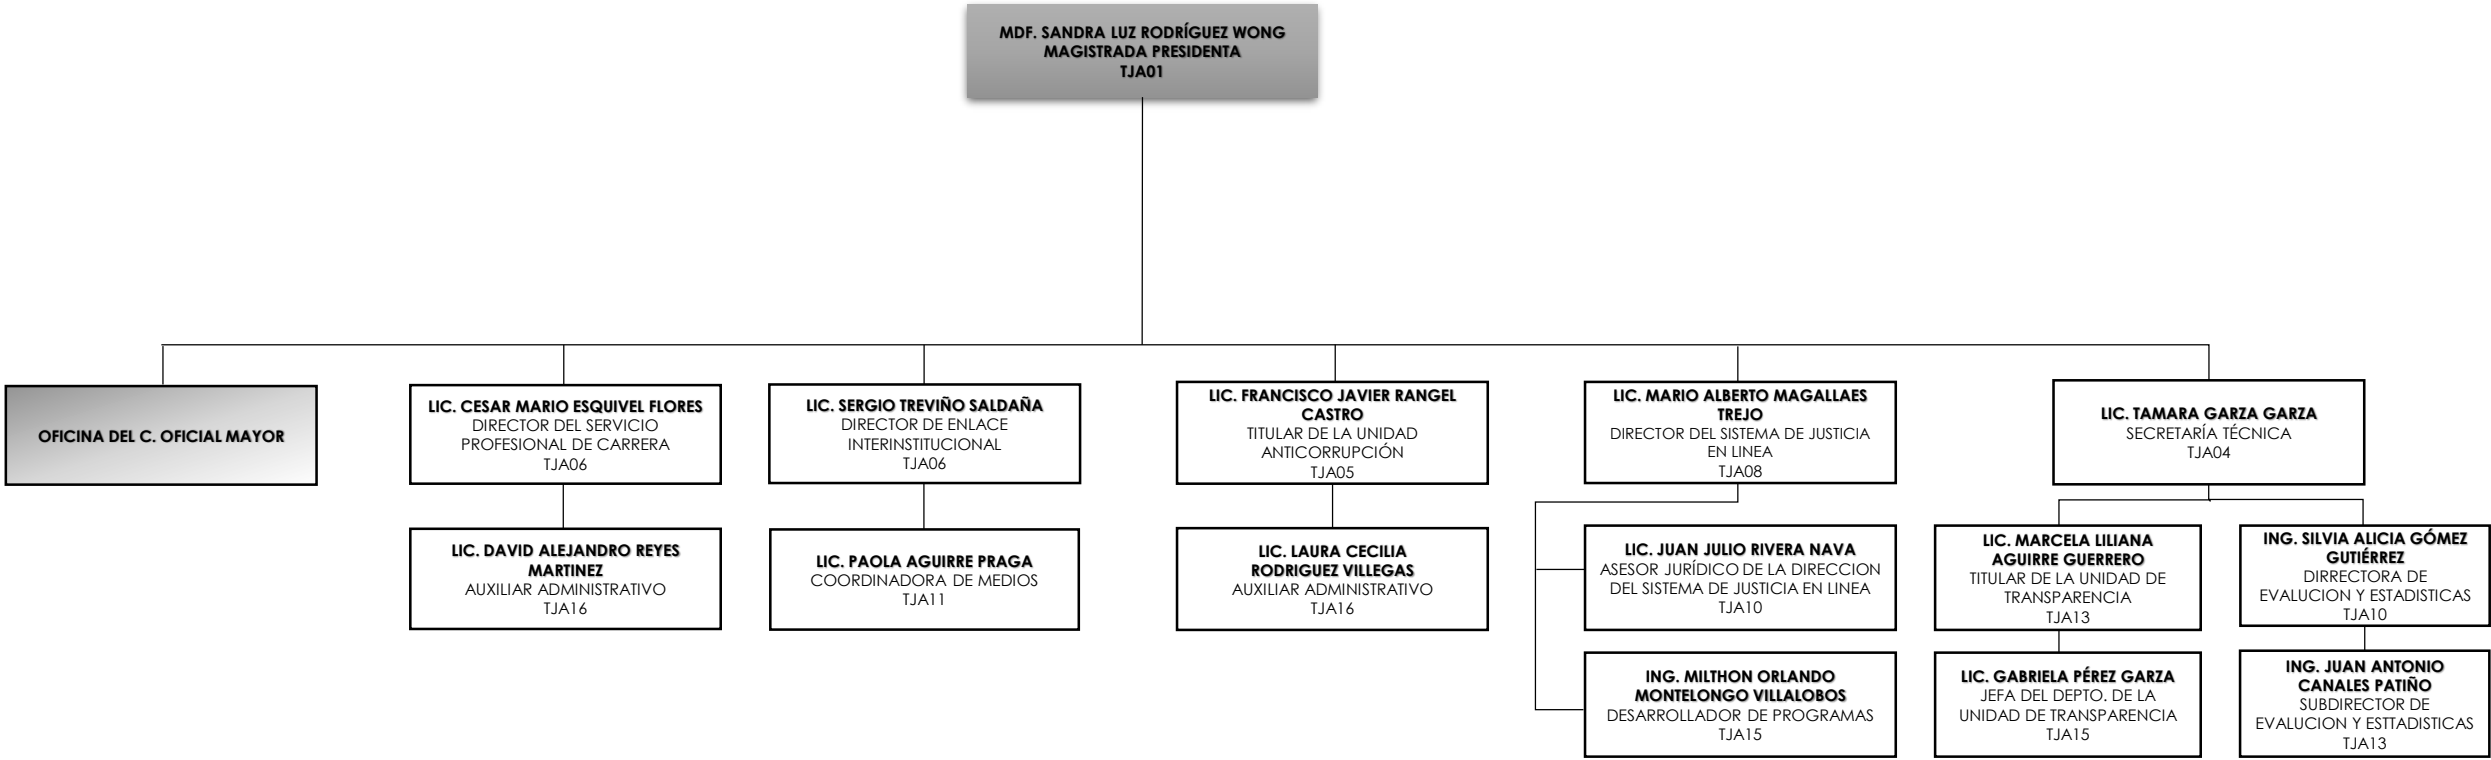 MDF. SANDRA LUZ RODRÍGUEZ WONG
MAGISTRADA PRESIDENTA
TJA01
OFICINA DEL C. OFICIAL MAYOR
LIC. CESAR MARIO ESQUIVEL FLORES
DIRECTOR DEL SERVICIO
PROFESIONAL DE CARRERA
TJA06
LIC. SERGIO TREVIÑO SALDAÑA
DIRECTOR DE ENLACE
INTERINSTITUCIONAL
TJA06
LIC. FRANCISCO JAVIER RANGEL
CASTRO
TITULAR DE LA UNIDAD
ANTICORRUPCIÓN
TJA05
LIC. MARIO ALBERTO MAGALLAES
TREJO
DIRECTOR DEL SISTEMA DE JUSTICIA
EN LINEA
TJA08
LIC. TAMARA GARZA GARZA
SECRETARÍA TÉCNICA
TJA04
LIC. DAVID ALEJANDRO REYES
MARTINEZ
AUXILIAR ADMINISTRATIVO
TJA16
LIC. PAOLA AGUIRRE PRAGA
COORDINADORA DE MEDIOS
TJA11
LIC. LAURA CECILIA
RODRIGUEZ VILLEGAS
AUXILIAR ADMINISTRATIVO
TJA16
LIC. JUAN JULIO RIVERA NAVA
ASESOR JURÍDICO DE LA DIRECCION
DEL SISTEMA DE JUSTICIA EN LINEA
TJA10
LIC. MARCELA LILIANA
AGUIRRE GUERRERO
TITULAR DE LA UNIDAD DE
TRANSPARENCIA
TJA13
ING. SILVIA ALICIA GÓMEZ
GUTIÉRREZ
DIRRECTORA DE
EVALUCION Y ESTADISTICAS
TJA10
ING. MILTHON ORLANDO
MONTELONGO VILLALOBOS
DESARROLLADOR DE PROGRAMAS
TJA15
LIC. GABRIELA PÉREZ GARZA
JEFA DEL DEPTO. DE LA
UNIDAD DE TRANSPARENCIA
TJA15
ING. JUAN ANTONIO
CANALES PATIÑO
SUBDIRECTOR DE
EVALUCION Y ESTTADISTICAS
TJA13